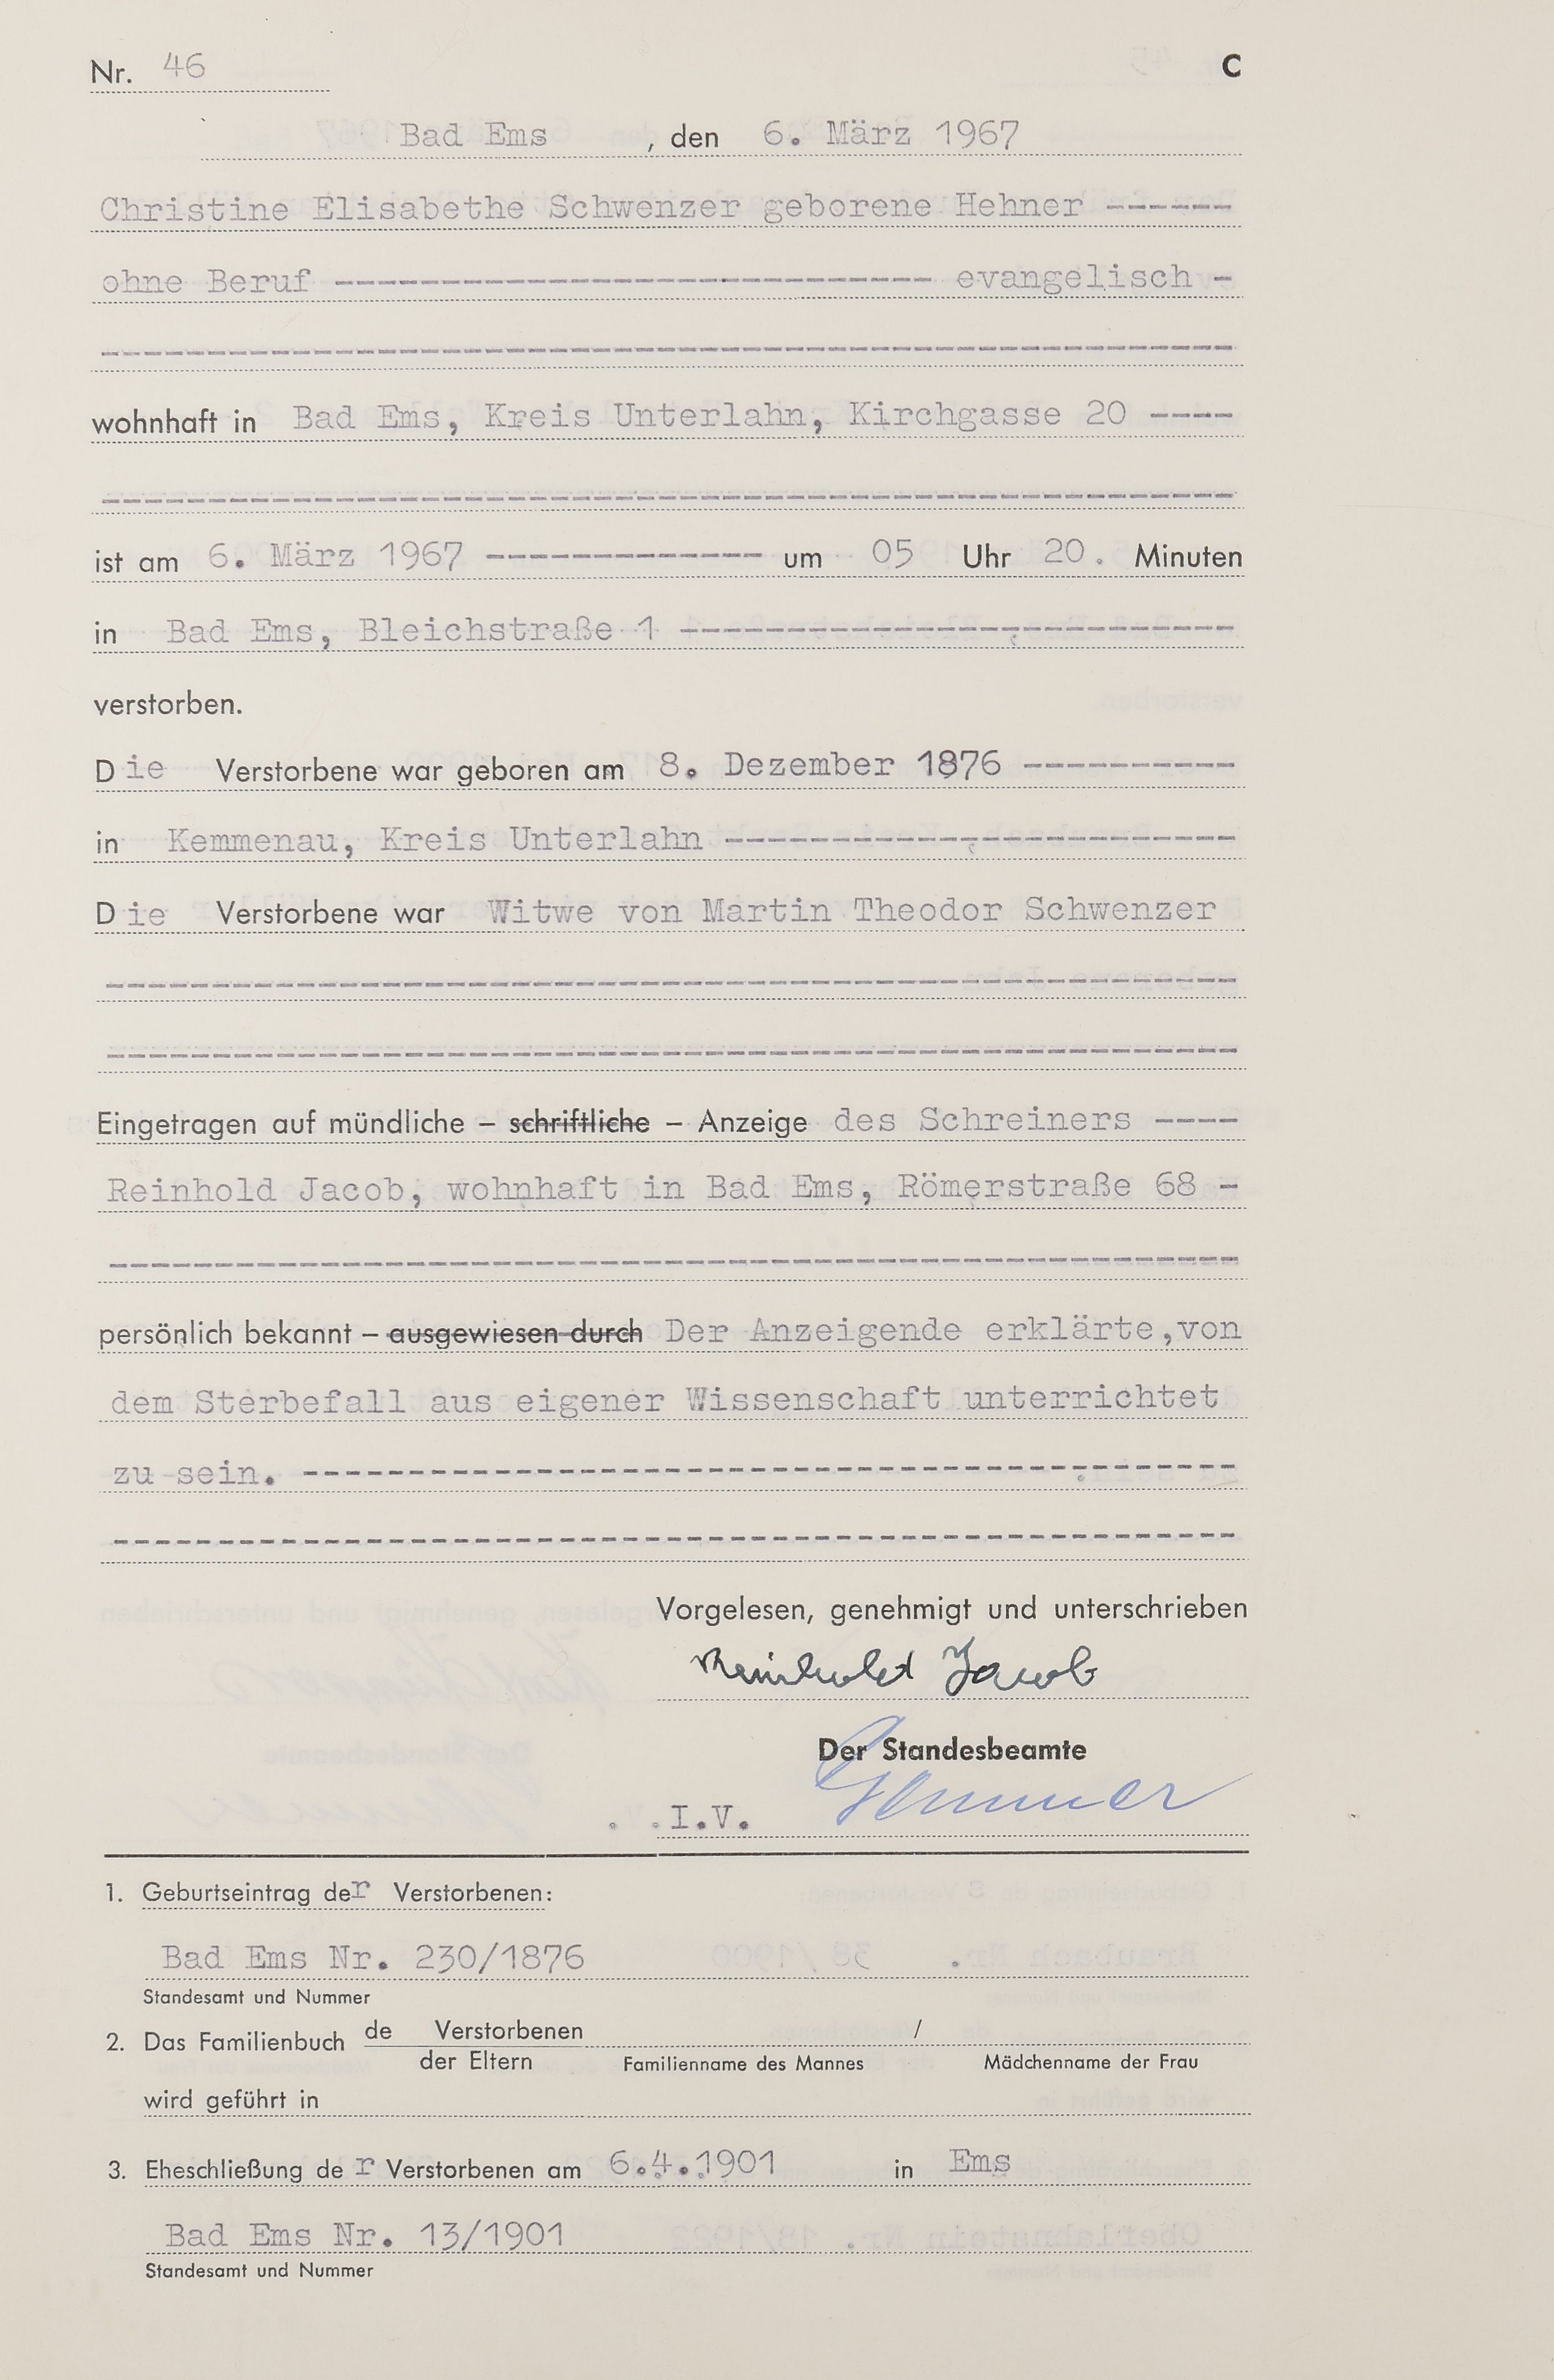 Nr. 46
C
Bad Ems , den 6. März 1967
Christine Elisabethe Schwenzer geborene Hehner ------
ohne Beruf ---------------------------- evangelisch -
wohnhaft in Bad Ems, Kreis Unterlahn, Kirchgasse 20 ----
ist am 6. März 1967 ------------- um 05 Uhr 20. Minuten
in Bad Ems, Bleichstraße 1 --------------------------
verstorben.
Die Verstorbene war geboren am 8. Dezember 1876 ----------
in Kemmenau, Kreis Unterlahn ------------------------
Die Verstorbene war Witwe von Martin Theodor Schwenzer
Eingetragen auf mündliche – schriftliche – Anzeige des Schreiners ----
Reinhold Jacob, wohnhaft in Bad Ems, Römerstraße 68 -
persönlich bekannt – ausgewiesen durch Der Anzeigende erklärte,von
dem Sterbefall aus eigener Wissenschaft unterrichtet
zu sein. --------------------------------------------
Vorgelesen, genehmigt und unterschrieben
Reinhold Jacob
Der Standesbeamte
I.V.
1. Geburtseintrag der Verstorbenen:
Bad Ems Nr. 230/1876
Standesamt und Nummer
2. Das Familienbuch de Verstorbenen /
der Eltern Familienname des Mannes Mädchenname der Frau
wird geführt in
3. Eheschließung der Verstorbenen am 6.4.1901 in Ems
Bad Ems Nr. 13/1901
Standesamt und Nummer